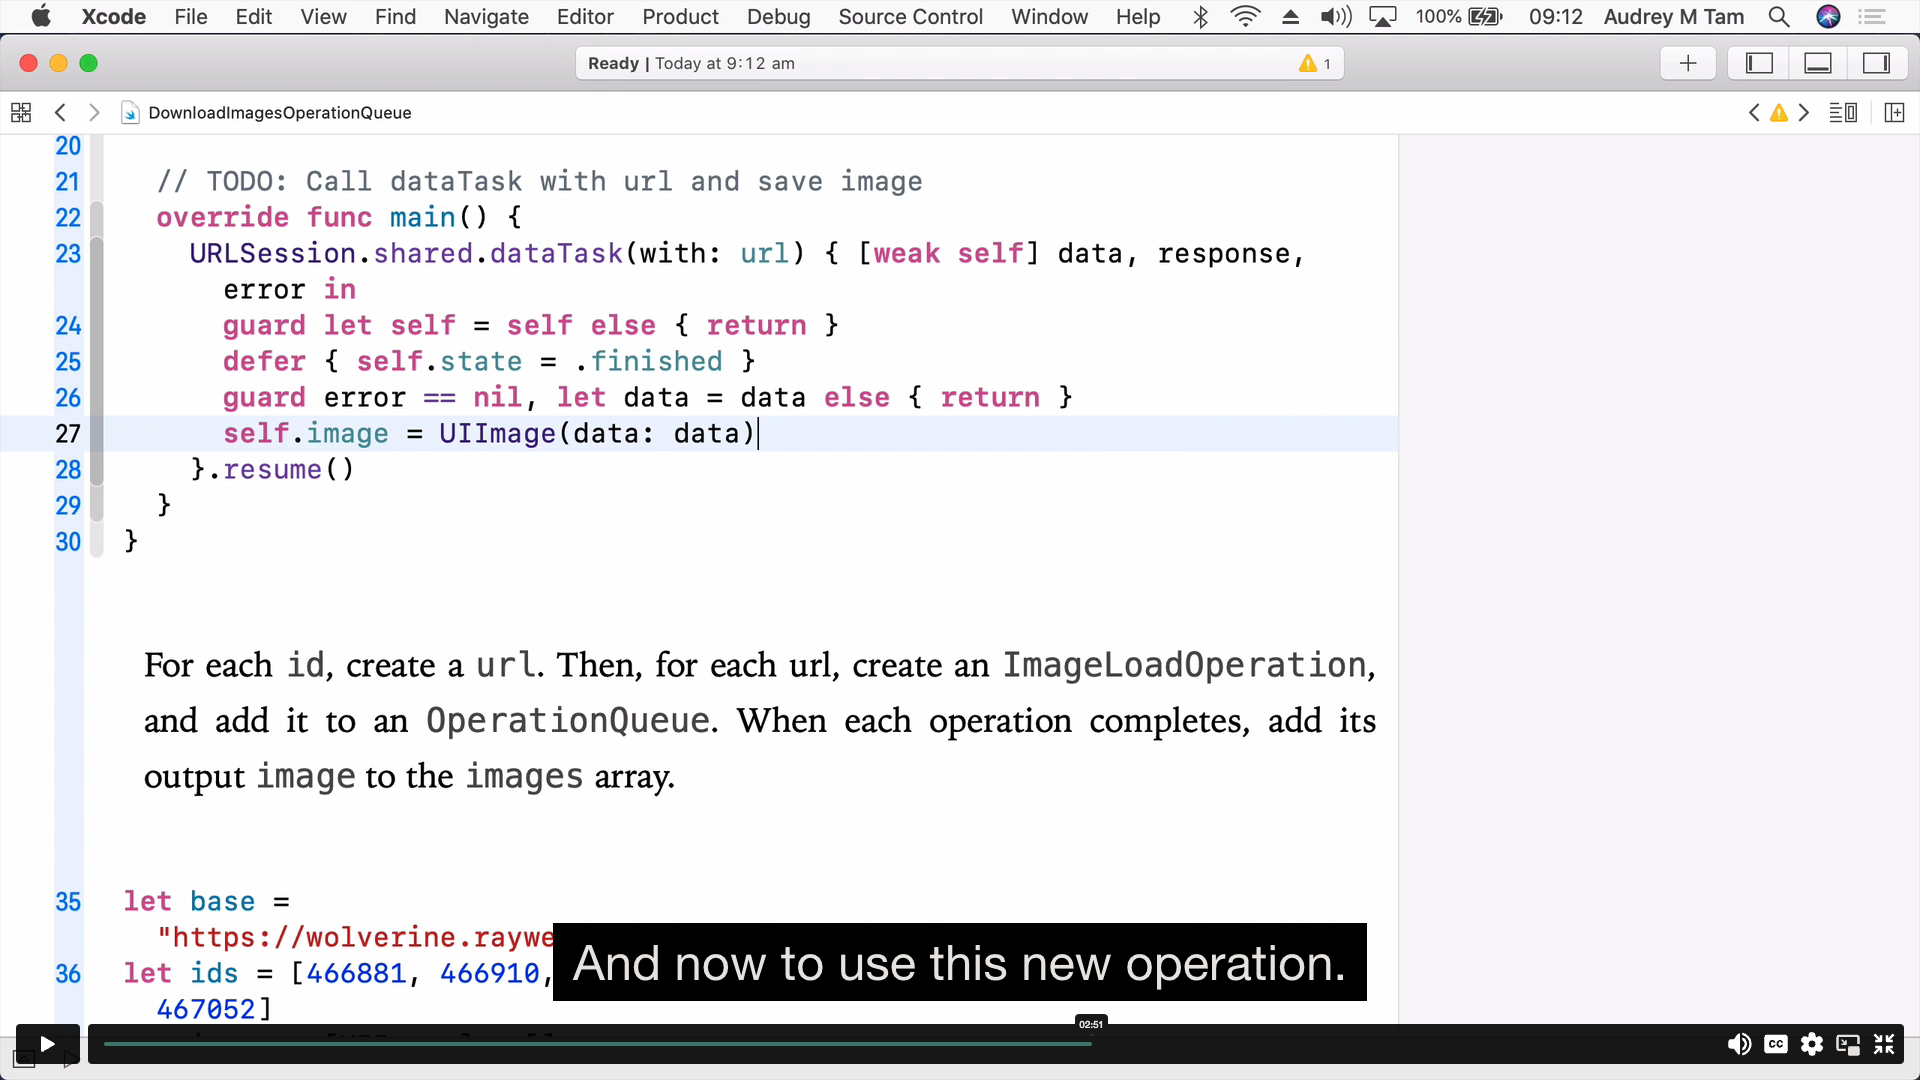 Xcode File Edit View Find Navigate Editor Product Debug Source Control Window Help 100% 09:12 Audrey M Tam
Ready | Today at 9:12 am 1
DownloadImagesOperationQueue
20
21 // TODO: Call dataTask with url and save image
22 override func main() {
23 URLSession.shared.dataTask(with: url) { [weak self] data, response,
error in
24 guard let self = self else { return }
25 defer { self.state = .finished }
26 guard error == nil, let data = data else { return }
27 self.image = UIImage(data: data)
28 }.resume()
29 }
30 }
For each id, create a url. Then, for each url, create an ImageLoadOperation,
and add it to an OperationQueue. When each operation completes, add its
output image to the images array.
35 let base =
"https://wolverine.raywe
36 let ids = [466881, 466910,
467052]
And now to use this new operation.
02:51
CC